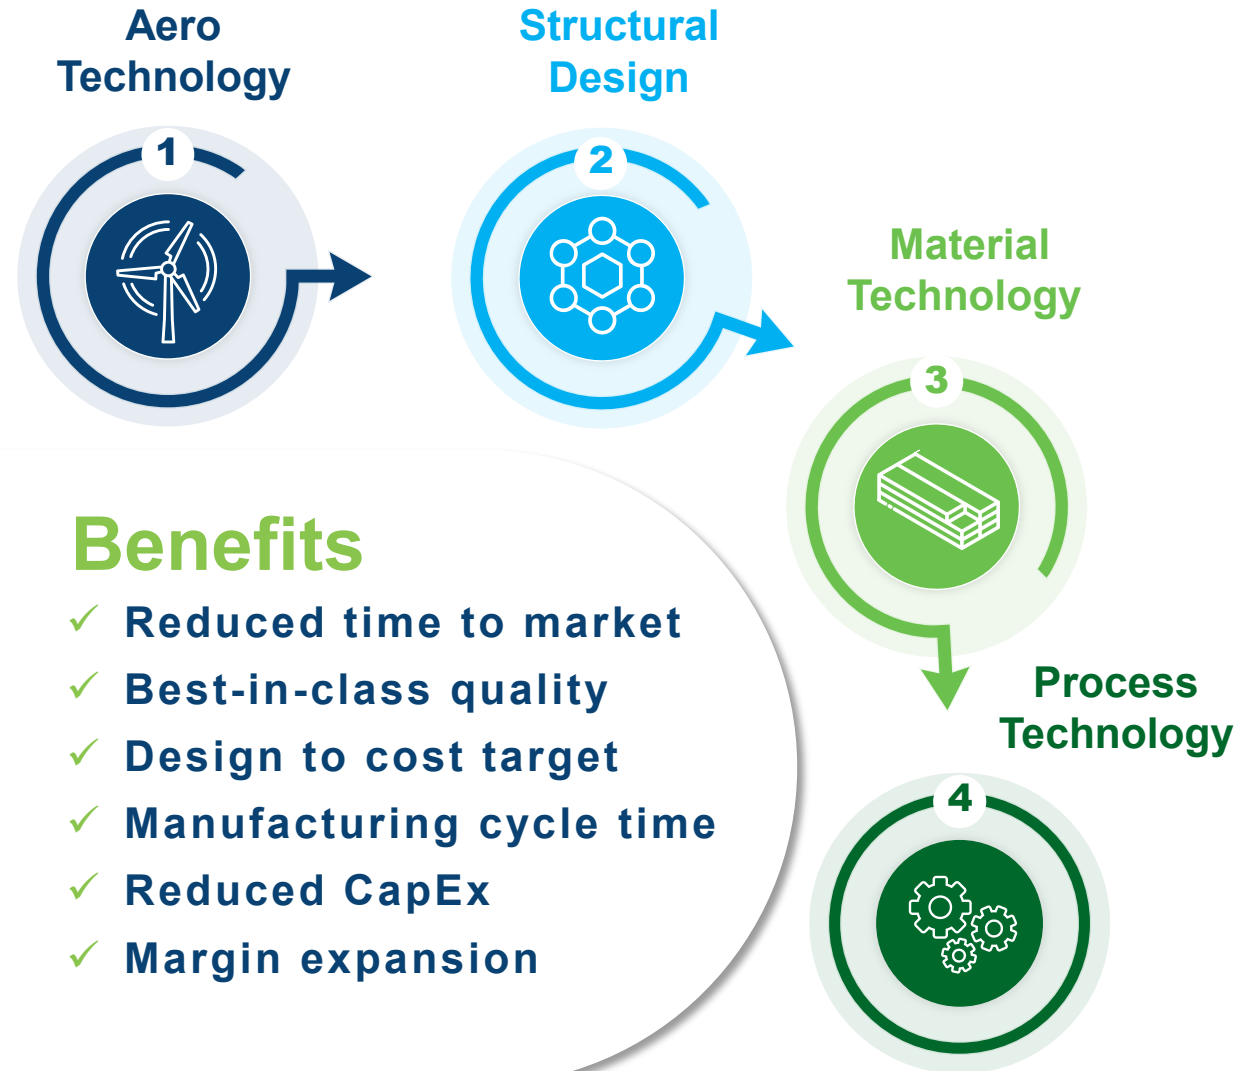 Aero
Technology
1
Structural
Design
2
Material
Technology
3
Process
Technology
4
Benefits
✓ Reduced time to market
✓ Best-in-class quality
✓ Design to cost target
✓ Manufacturing cycle time
✓ Reduced CapEx
✓ Margin expansion